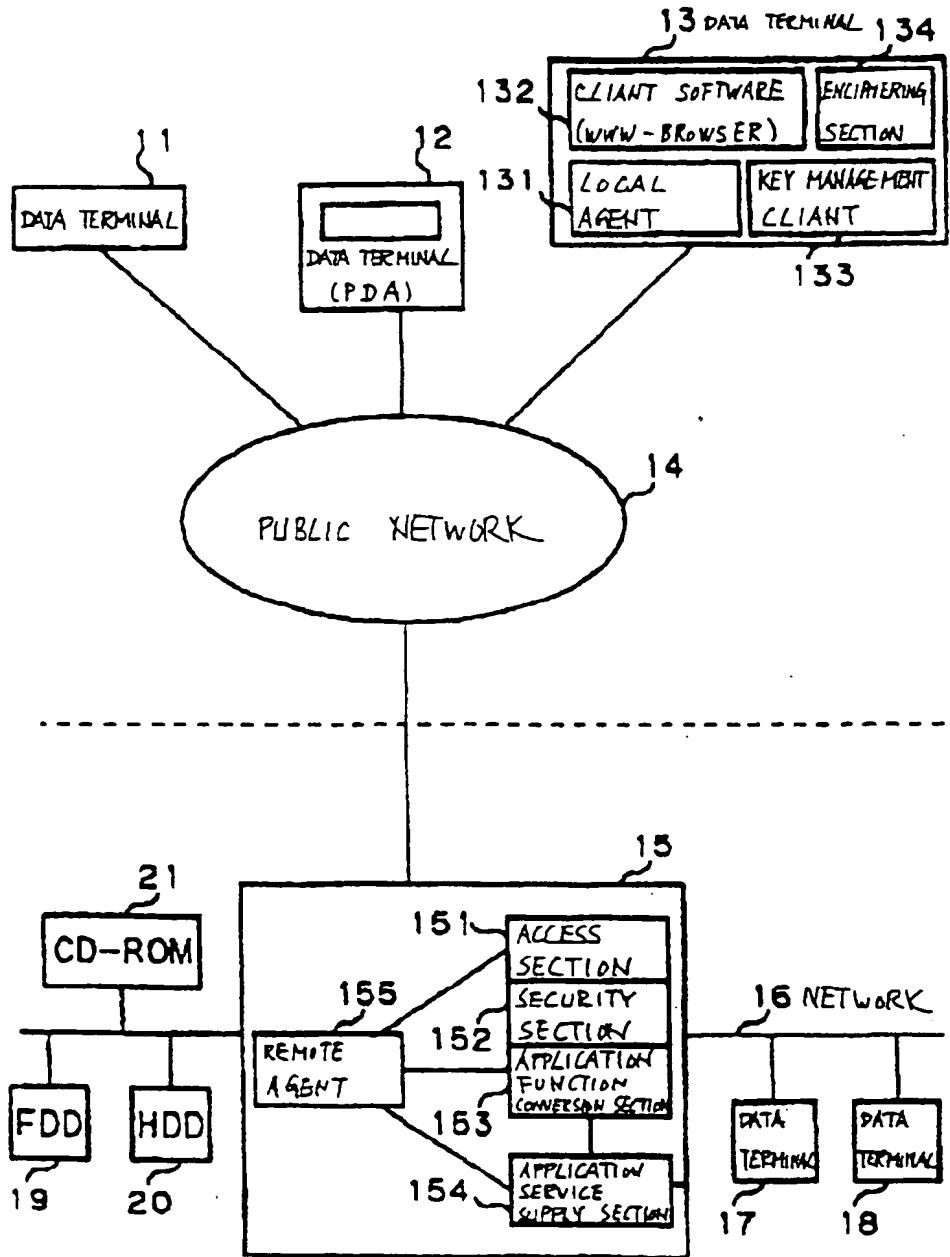 13 DATA TERMINAL
134
132
CLIANT SOFTWARE
(WWW-BROWSER)
ENCIPHERING
SECTION
131
LOCAL
AGENT
KEY MANAGEMENT
CLIANT
133
11
DATA TERMINAL
12
DATA TERMINAL
(PDA)
14
PUBLIC NETWORK
15
21
CD-ROM
151
ACCESS
SECTION
155
REMOTE
AGENT
152
SECURITY
SECTION
16 NETWORK
153
APPLICATION
FUNCTION
CONVERSION SECTION
FDD
19
HDD
20
154
APPLICATION
SERVICE
SUPPLY SECTION
DATA
TERMINAL
17
DATA
TERMINAL
18